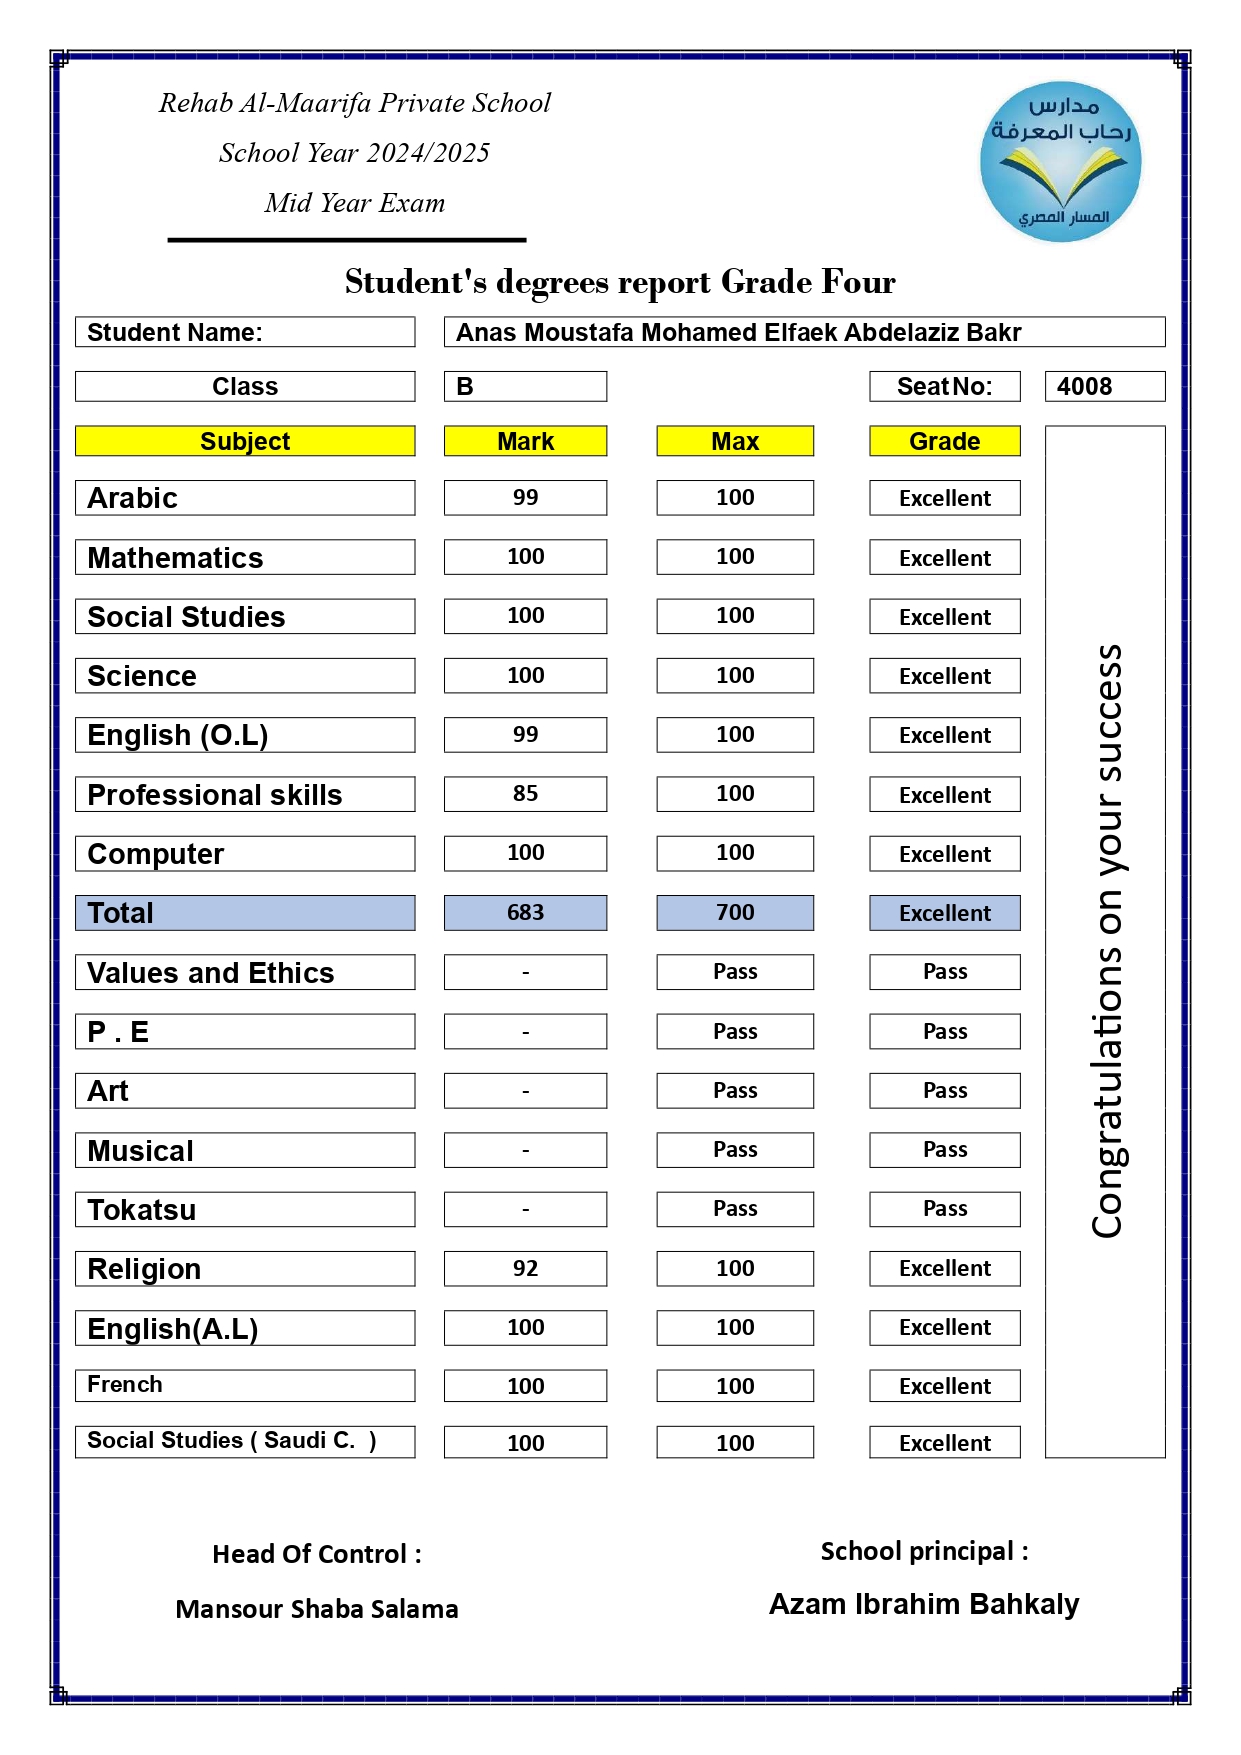 Rehab Al-Maarifa Private School
School Year 2024/2025
Mid Year Exam
مدارس
رحاب المعرفة
المسار المصري
Student's degrees report Grade Four
Student Name: Anas Moustafa Mohamed Elfaek Abdelaziz Bakr
Class B Seat No: 4008
Subject Mark Max Grade
Arabic 99 100 Excellent
Mathematics 100 100 Excellent
Social Studies 100 100 Excellent
Science 100 100 Excellent
English (O.L) 99 100 Excellent
Professional skills 85 100 Excellent
Computer 100 100 Excellent
Total 683 700 Excellent
Values and Ethics - Pass Pass
P . E - Pass Pass
Art - Pass Pass
Musical - Pass Pass
Tokatsu - Pass Pass
Religion 92 100 Excellent
English(A.L) 100 100 Excellent
French 100 100 Excellent
Social Studies ( Saudi C. ) 100 100 Excellent
Congratulations on your success
Head Of Control :
Mansour Shaba Salama
School principal :
Azam Ibrahim Bahkaly